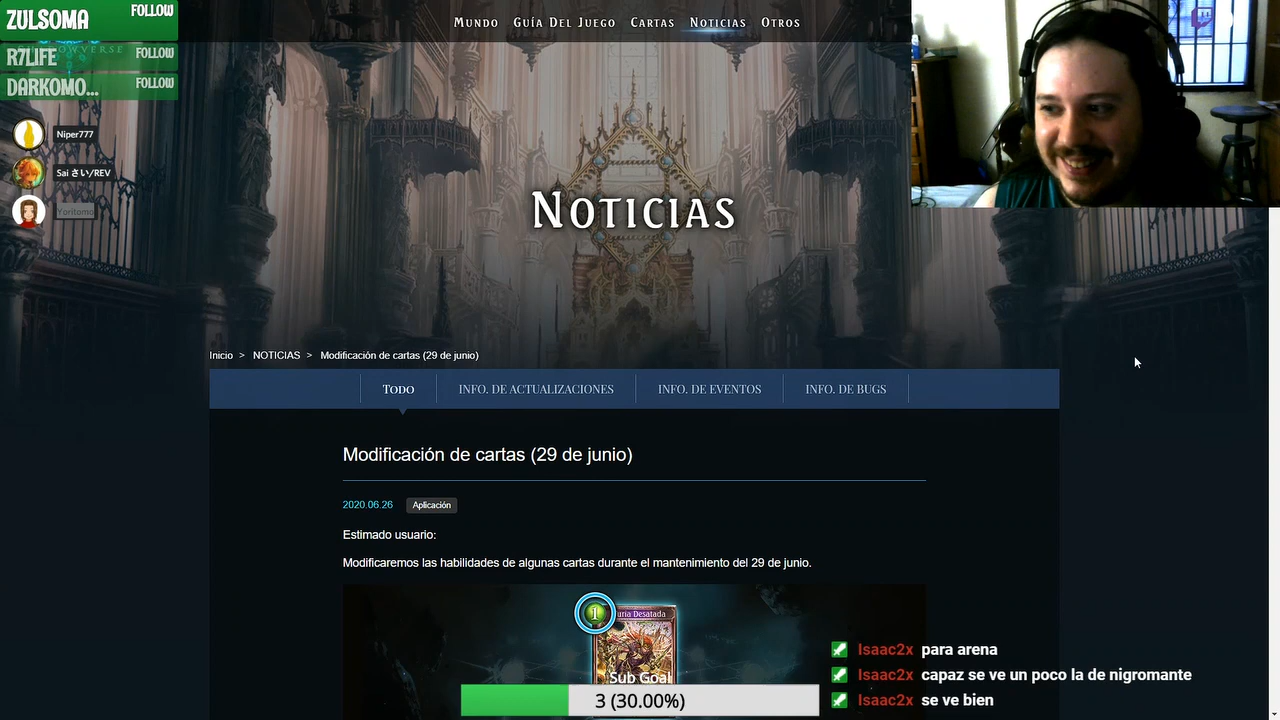 ZULSOMA FOLLOW
R7LIFE FOLLOW
DARKOMO... FOLLOW
Niper777
Sai さい/REV
Yoritomo
Mundo Guía Del Juego Cartas Noticias Otros
Noticias
Inicio > NOTICIAS > Modificación de cartas (29 de junio)
Todo INFO. DE ACTUALIZACIONES INFO. DE EVENTOS INFO. DE BUGS
Modificación de cartas (29 de junio)
2020.06.26 Aplicación
Estimado usuario:
Modificaremos las habilidades de algunas cartas durante el mantenimiento del 29 de junio.
1
uria Desatada
Sub Goal
3 (30.00%)
Isaac2x para arena
Isaac2x capaz se ve un poco la de nigromante
Isaac2x se ve bien